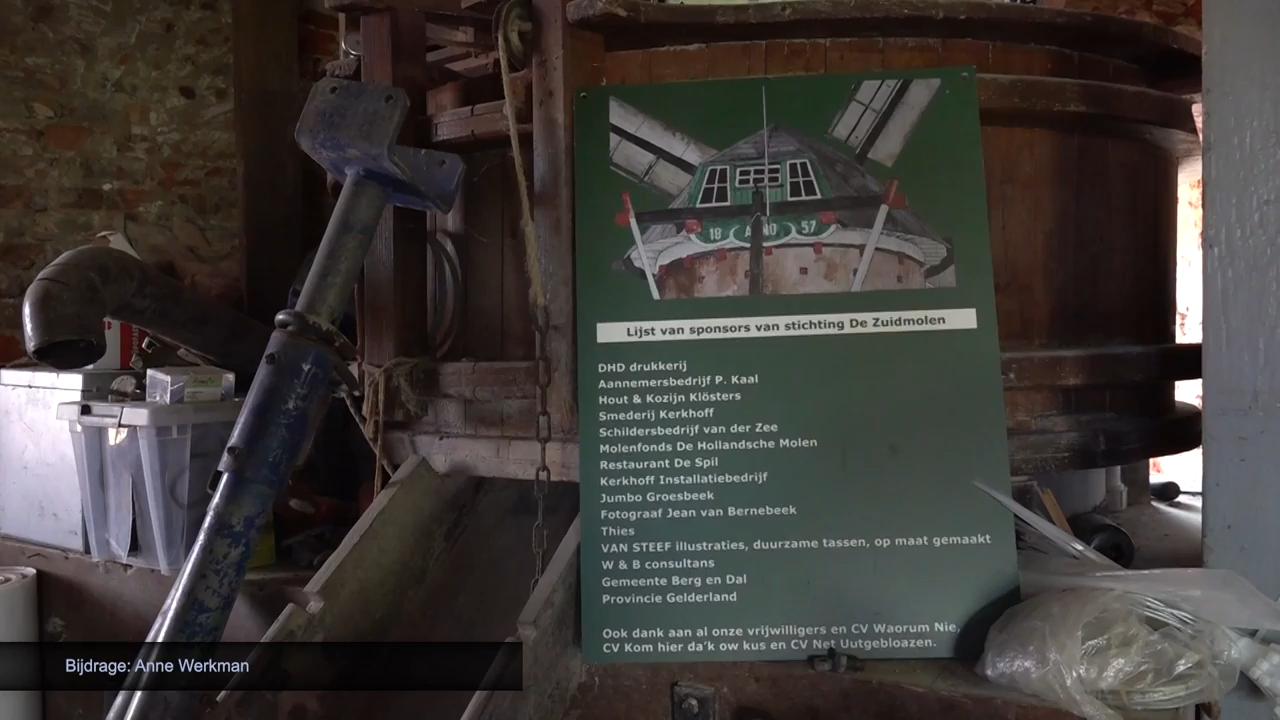 18 ANNO 57
Lijst van sponsors van stichting De Zuidmolen
DHD drukkerij
Aannemersbedrijf P. Kaal
Hout & Kozijn Klösters
Smederij Kerkhoff
Schildersbedrijf van der Zee
Molenfonds De Hollandsche Molen
Restaurant De Spil
Kerkhoff Installatiebedrijf
Jumbo Groesbeek
Fotograaf Jean van Bernebeek
Thies
VAN STEEF illustraties, duurzame tassen, op maat gemaakt
W & B consultans
Gemeente Berg en Dal
Provincie Gelderland
Ook dank aan al onze vrijwilligers en CV Waorum Nie,
CV Kom hier da'k ow kus en CV Net Uutgebloazen.
Bijdrage: Anne Werkman